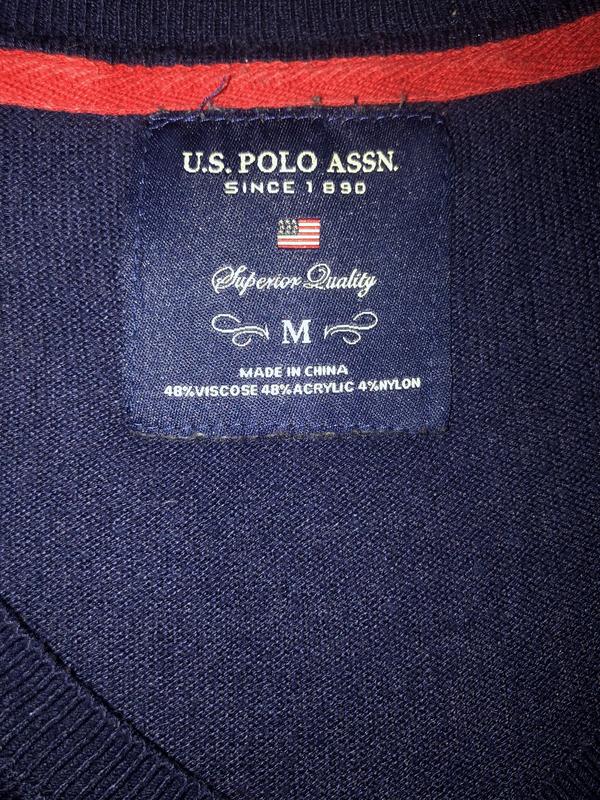 U.S. POLO ASSN.
SINCE 1890
Superior Quality
M
MADE IN CHINA
48%VISCOSE 48%ACRYLIC 4%NYLON